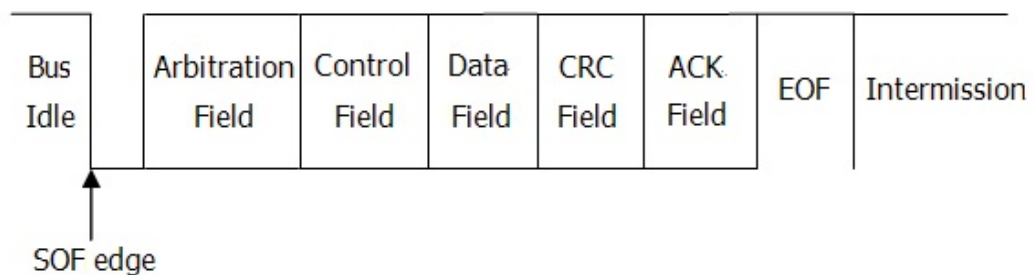 Bus
Idle
Arbitration
Field
Control
Field
Data
Field
CRC
Field
ACK
Field
EOF
Intermission
SOF edge